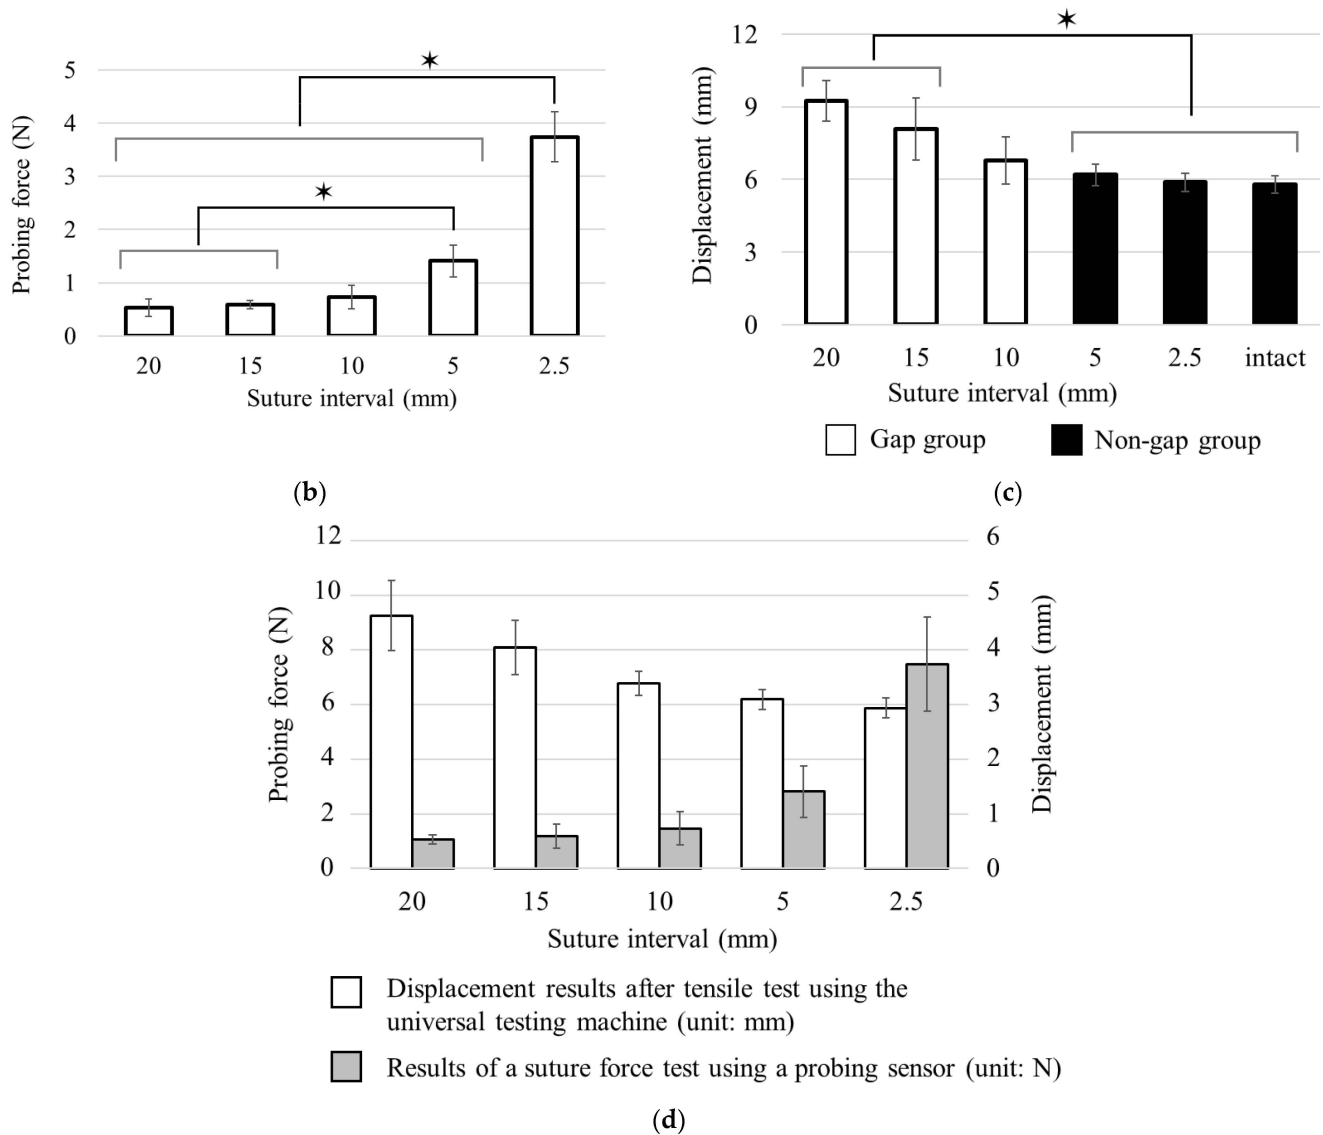 ✶
✶
5
4
3
2
1
0
Probing force (N)
20 15 10 5 2.5
Suture interval (mm)
(b)
✶
12
9
6
3
0
Displacement (mm)
20 15 10 5 2.5 intact
Suture interval (mm)
Gap group Non-gap group
(c)
12
10
8
6
4
2
0
Probing force (N)
6
5
4
3
2
1
0
Displacement (mm)
20 15 10 5 2.5
Suture interval (mm)
Displacement results after tensile test using the
universal testing machine (unit: mm)
Results of a suture force test using a probing sensor (unit: N)
(d)